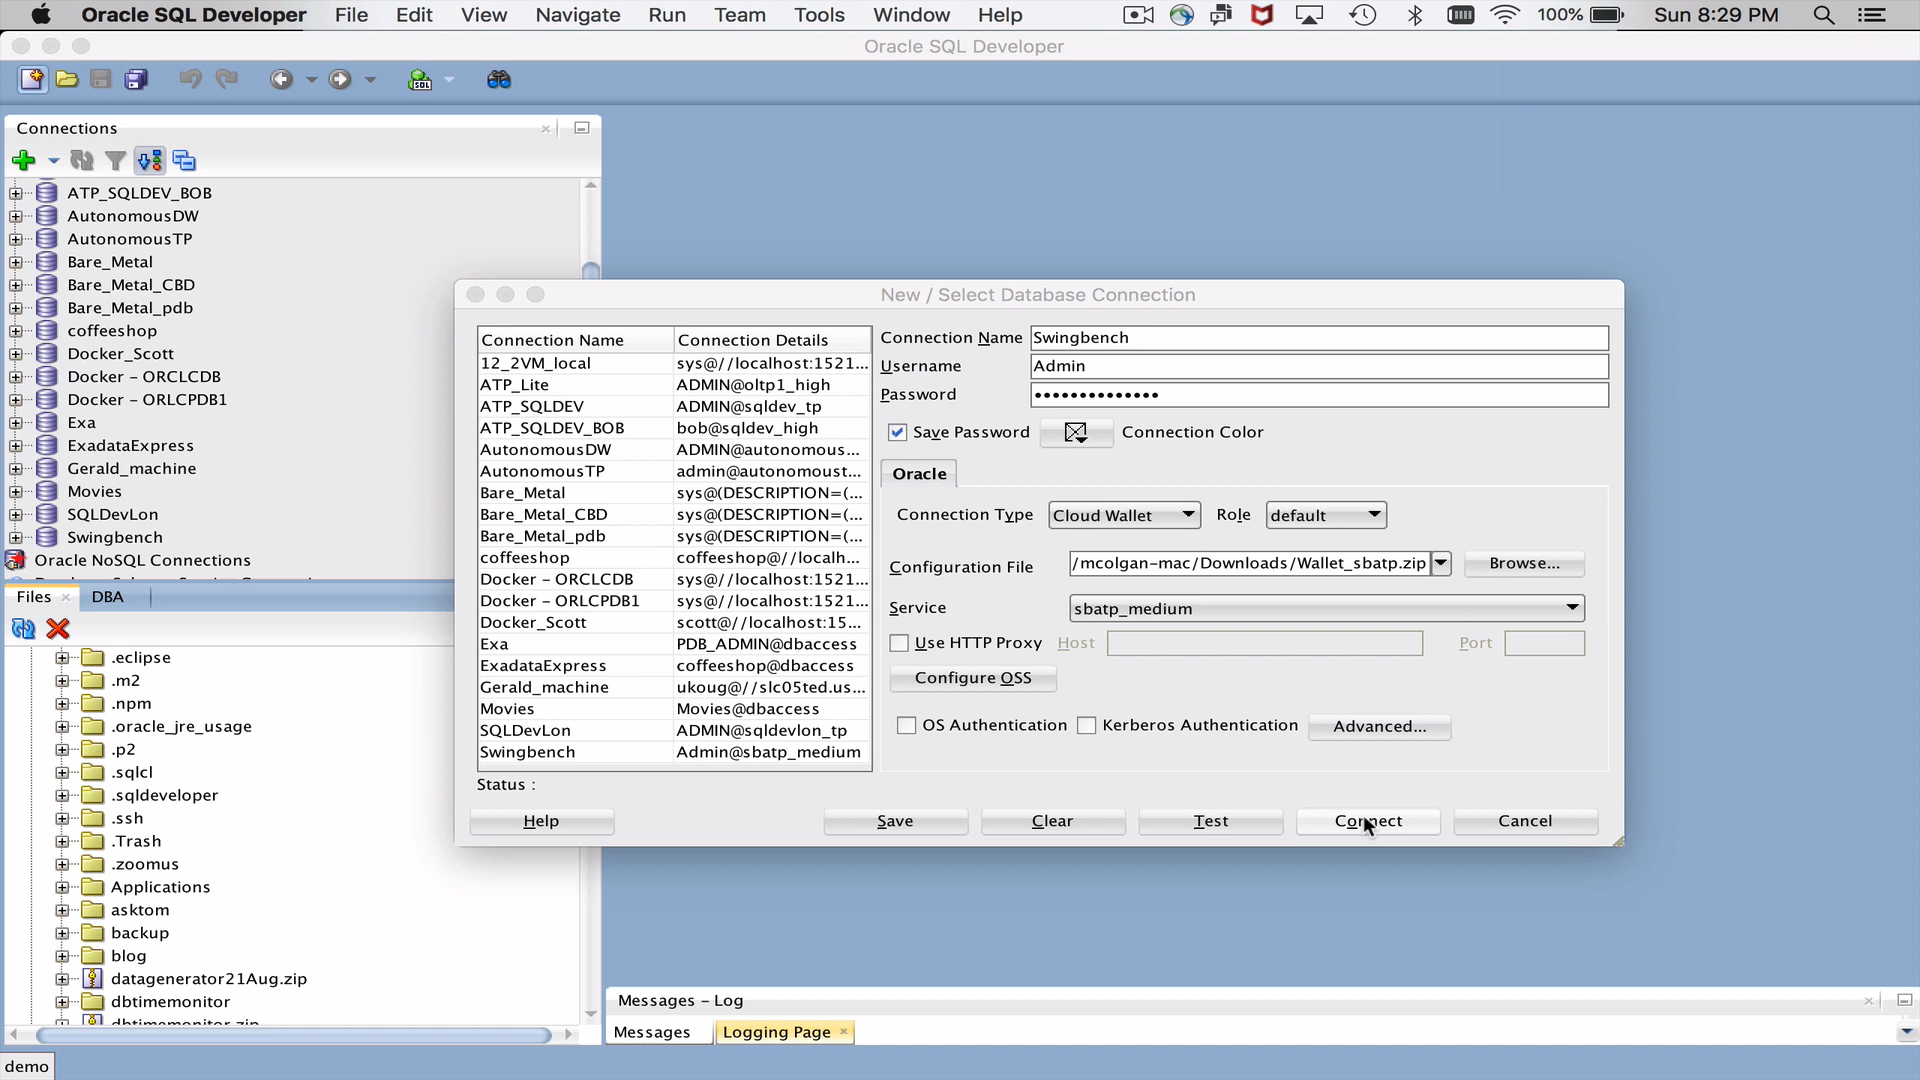 Oracle SQL Developer File Edit View Navigate Run Team Tools Window Help 100% Sun 8:29 PM
Oracle SQL Developer
Connections
ATP_SQLDEV_BOB
AutonomousDW
AutonomousTP
Bare_Metal
Bare_Metal_CBD
Bare_Metal_pdb
coffeeshop
Docker_Scott
Docker - ORCLCDB
Docker - ORLCPDB1
Exa
ExadataExpress
Gerald_machine
Movies
SQLDevLon
Swingbench
Oracle NoSQL Connections
Files DBA
.eclipse
.m2
.npm
.oracle_jre_usage
.p2
.sqlcl
.sqldeveloper
.ssh
.Trash
.zoomus
Applications
asktom
backup
blog
datagenerator21Aug.zip
dbtimemonitor
dbtimemonitor.zip
New / Select Database Connection
Connection Name Connection Details
12_2VM_local sys@//localhost:1521...
ATP_Lite ADMIN@oltp1_high
ATP_SQLDEV ADMIN@sqldev_tp
ATP_SQLDEV_BOB bob@sqldev_high
AutonomousDW ADMIN@autonomous...
AutonomousTP admin@autonomoust...
Bare_Metal sys@(DESCRIPTION=(...
Bare_Metal_CBD sys@(DESCRIPTION=(...
Bare_Metal_pdb sys@(DESCRIPTION=(...
coffeeshop coffeeshop@//localh...
Docker - ORCLCDB sys@//localhost:1521...
Docker - ORLCPDB1 sys@//localhost:1521...
Docker_Scott scott@//localhost:15...
Exa PDB_ADMIN@dbaccess
ExadataExpress coffeeshop@dbaccess
Gerald_machine ukoug@//slc05ted.us...
Movies Movies@dbaccess
SQLDevLon ADMIN@sqldevlon_tp
Swingbench Admin@sbatp_medium
Connection Name Swingbench
Username Admin
Password ••••••••••••••
Save Password Connection Color
Oracle
Connection Type Cloud Wallet Role default
Configuration File /mcolgan-mac/Downloads/Wallet_sbatp.zip Browse...
Service sbatp_medium
Use HTTP Proxy Host Port
Configure OSS
OS Authentication Kerberos Authentication Advanced...
Status :
Help Save Clear Test Connect Cancel
Messages - Log
Messages Logging Page
demo